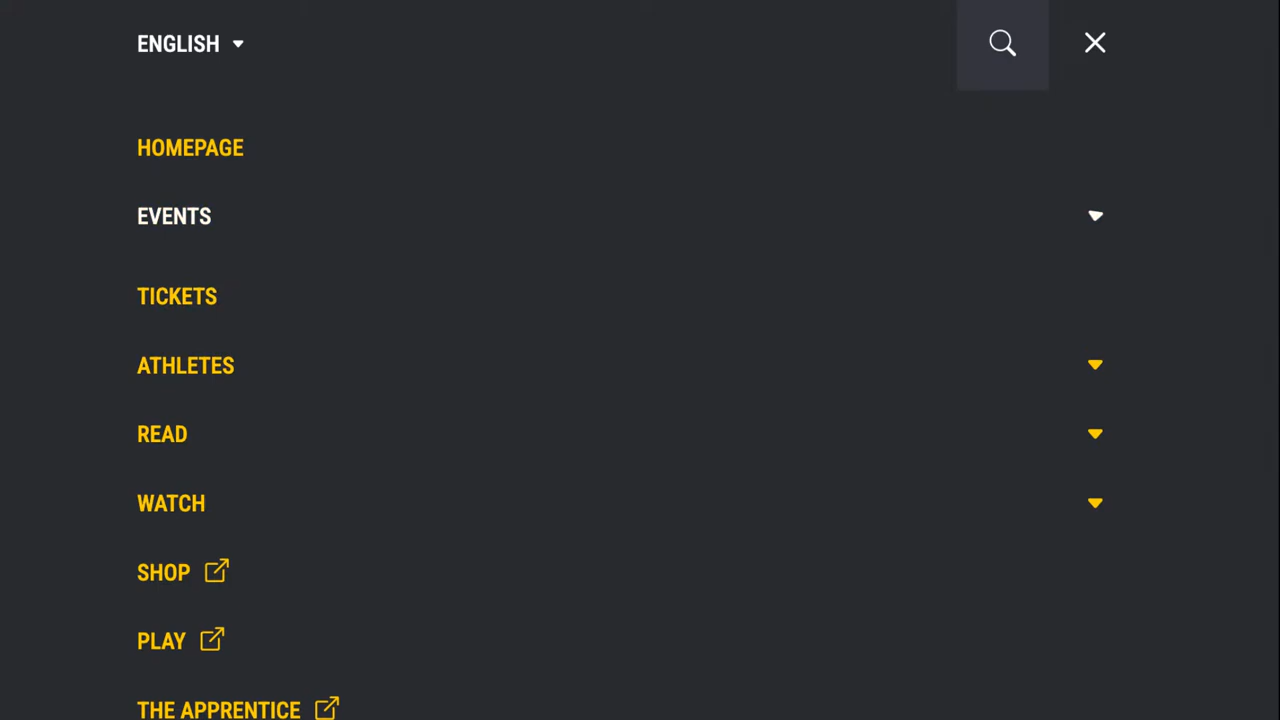 ENGLISH
HOMEPAGE
EVENTS
TICKETS
ATHLETES
READ
WATCH
SHOP
PLAY
THE APPRENTICE